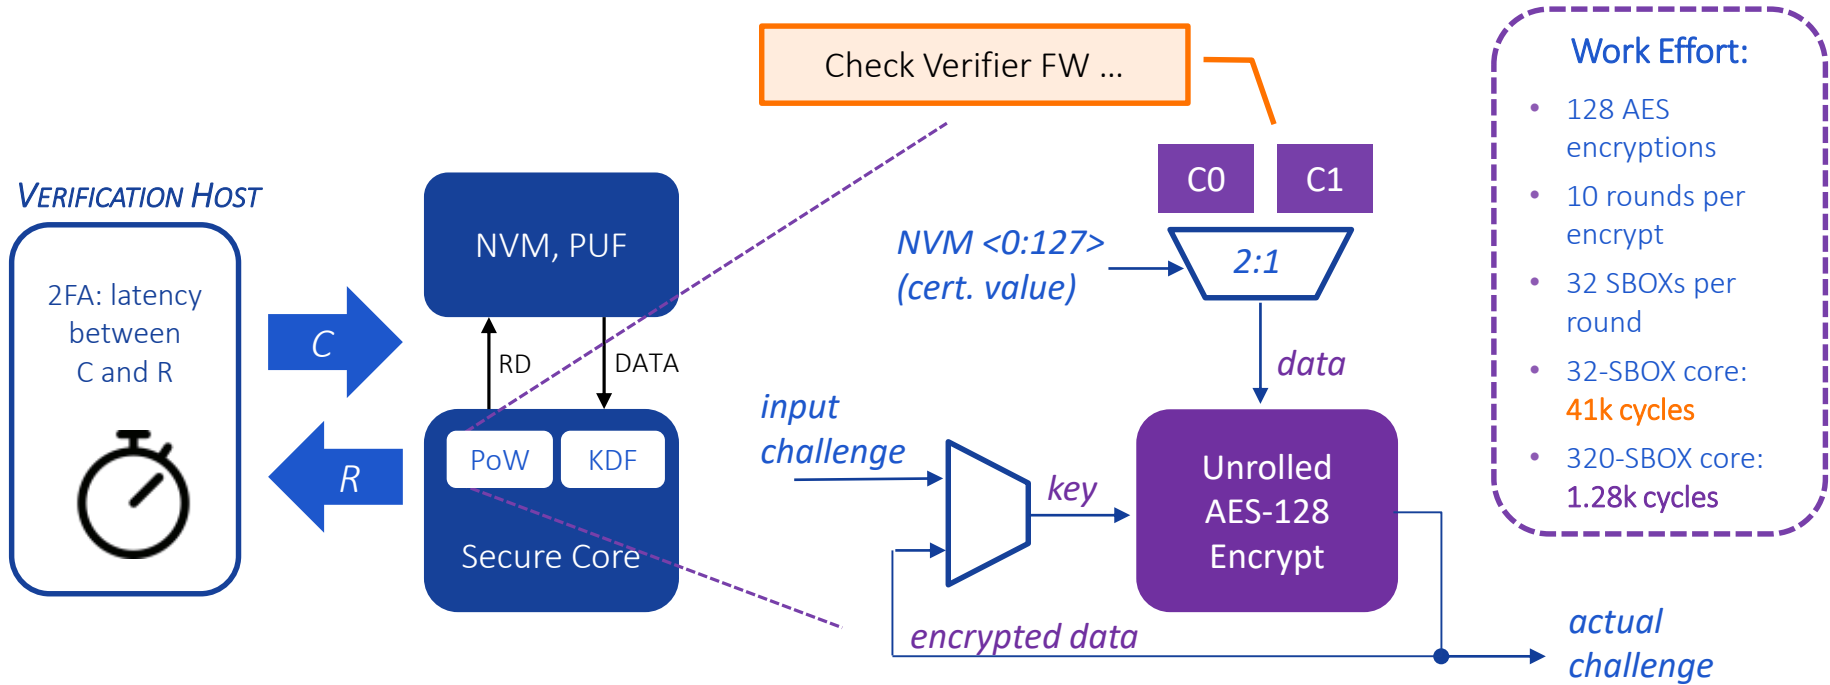 VERIFICATION HOST
2FA: latency
between
C and R
C
R
NVM, PUF
RD
DATA
PoW
KDF
Secure Core
Check Verifier FW ...
C0
C1
NVM <0:127>
(cert. value)
2:1
data
input
challenge
key
Unrolled
AES-128
Encrypt
encrypted data
actual
challenge
Work Effort:
• 128 AES
encryptions
• 10 rounds per
encrypt
• 32 SBOXs per
round
• 32-SBOX core:
41k cycles
• 320-SBOX core:
1.28k cycles